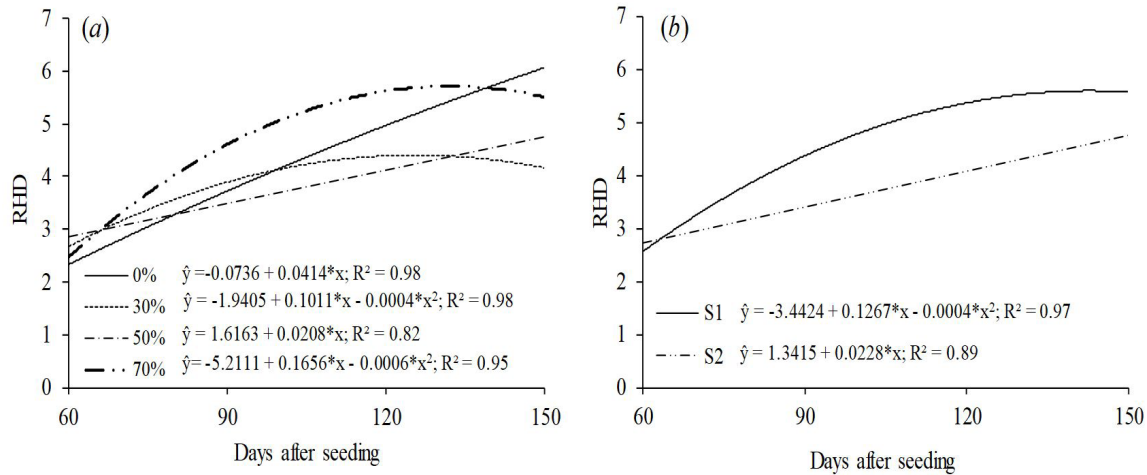 (a)
7
6
5
4
3
2
1
0
RHD
0% ŷ =-0.0736 + 0.0414*x; R² = 0.98
30% ŷ = -1.9405 + 0.1011*x - 0.0004*x²; R² = 0.98
50% ŷ = 1.6163 + 0.0208*x; R² = 0.82
70% ŷ = -5.2111 + 0.1656*x - 0.0006*x²; R² = 0.95
60 90 120 150
Days after seeding
(b)
7
6
5
4
3
2
1
0
RHD
S1 ŷ = -3.4424 + 0.1267*x - 0.0004*x²; R² = 0.97
S2 ŷ = 1.3415 + 0.0228*x; R² = 0.89
60 90 120 150
Days after seeding